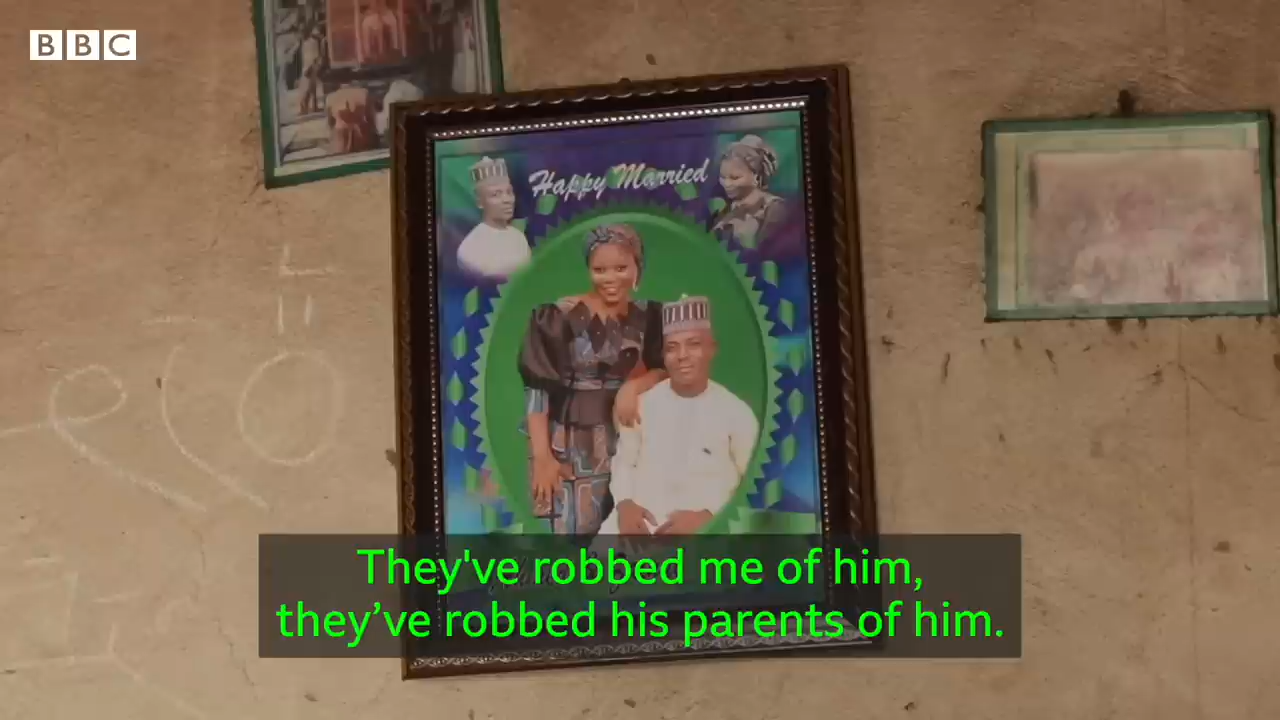 BBC
Happy Married
They've robbed me of him,
they’ve robbed his parents of him.